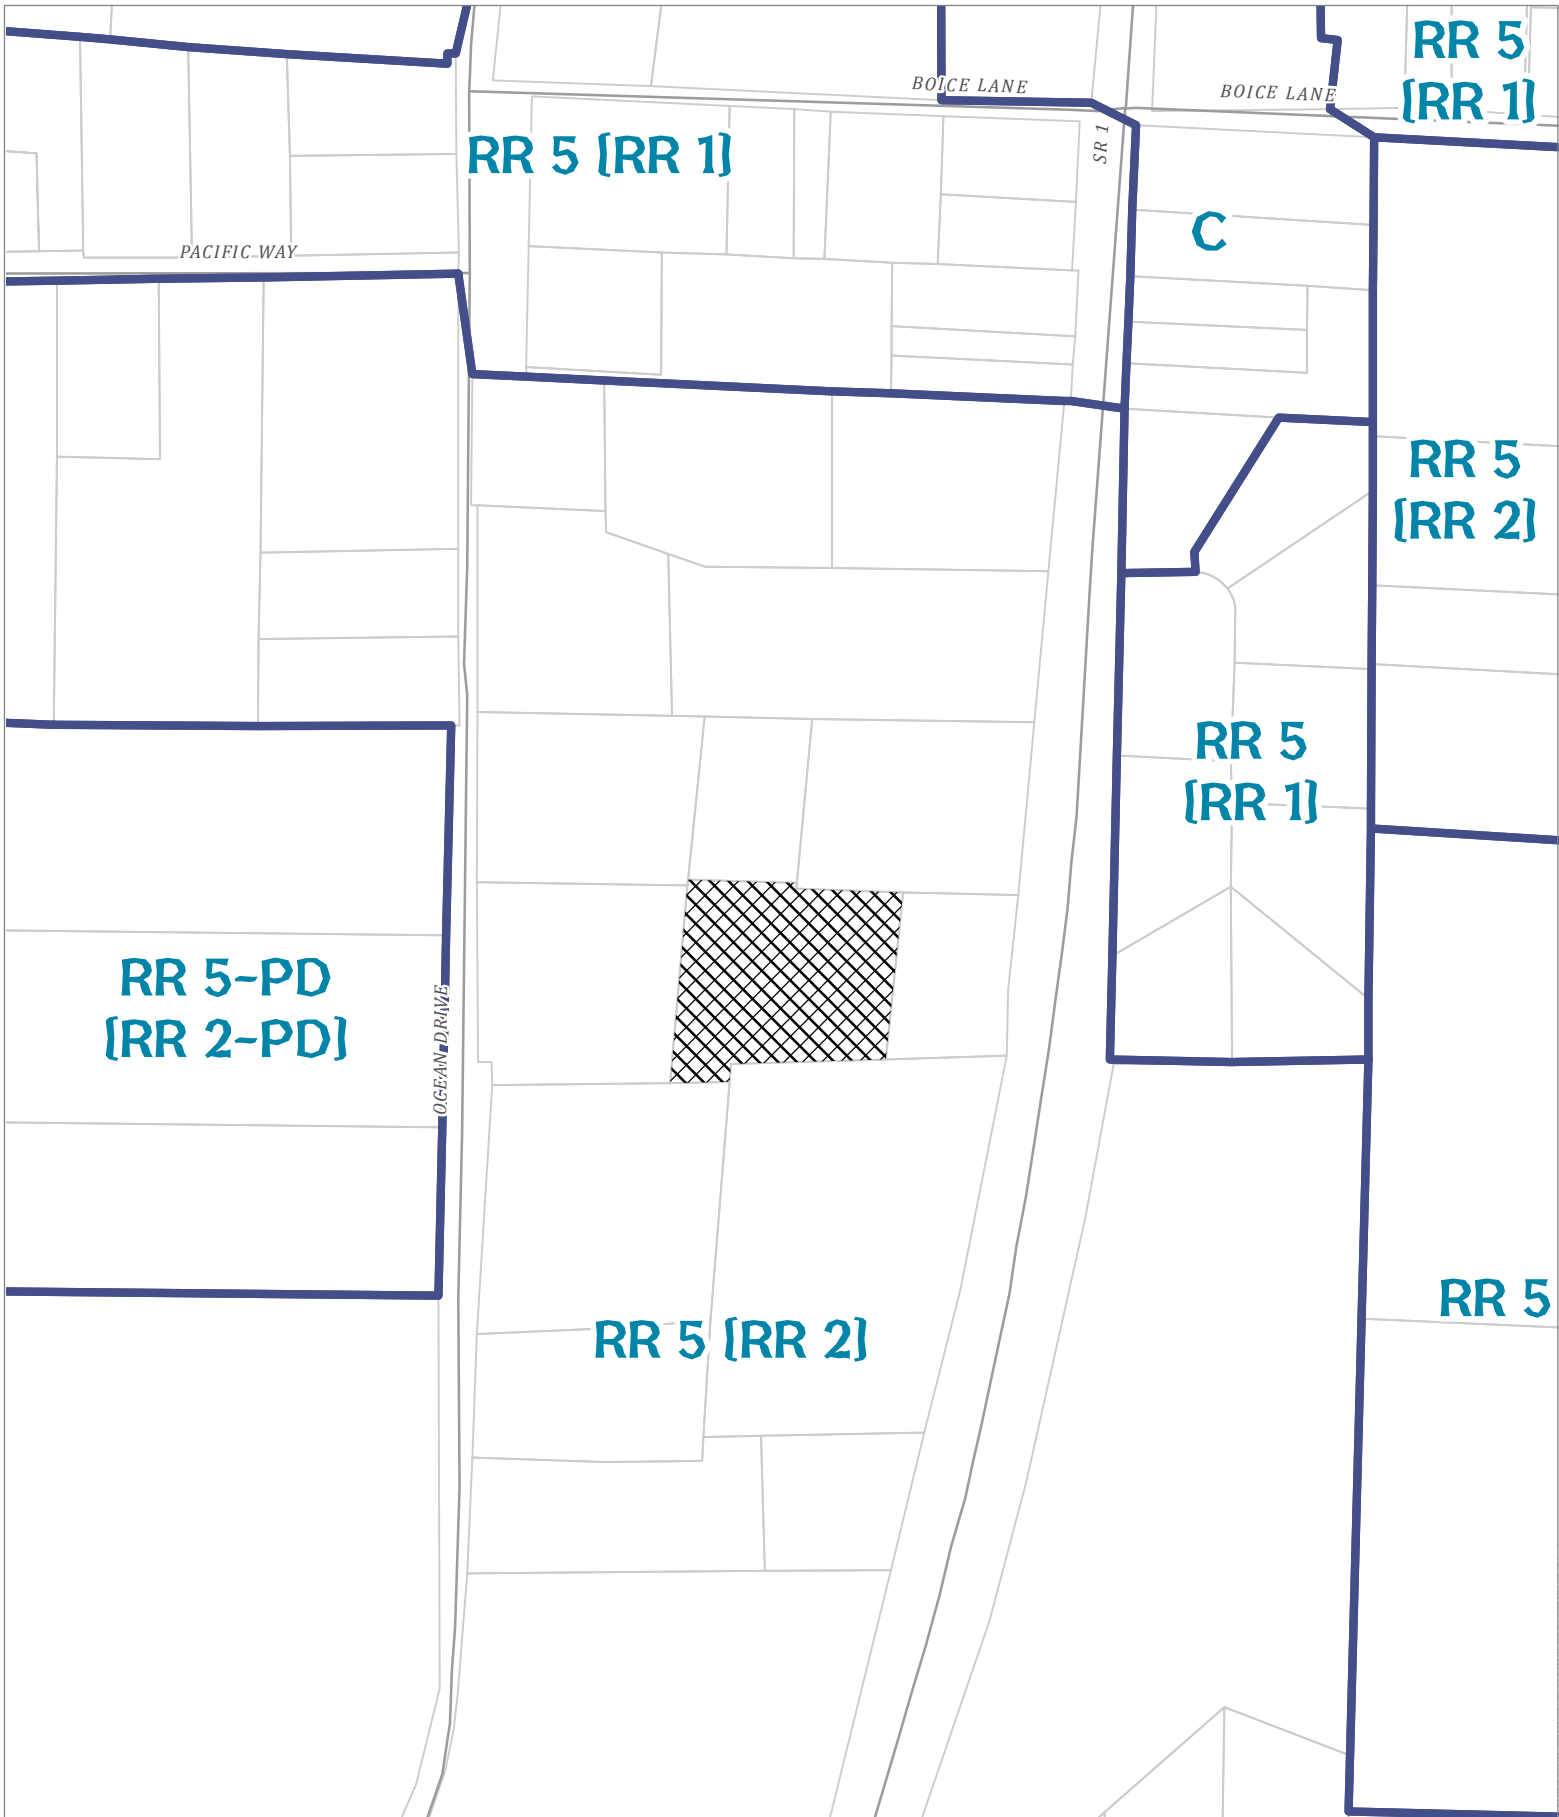 RR 5
[RR 1]
BOICE LANE
BOICE LANE
SR 1
RR 5 [RR 1]
C
PACIFIC WAY
RR 5
[RR 2]
RR 5
[RR 1]
RR 5-PD
[RR 2-PD]
OCEAN DRIVE
RR 5
RR 5 [RR 2]